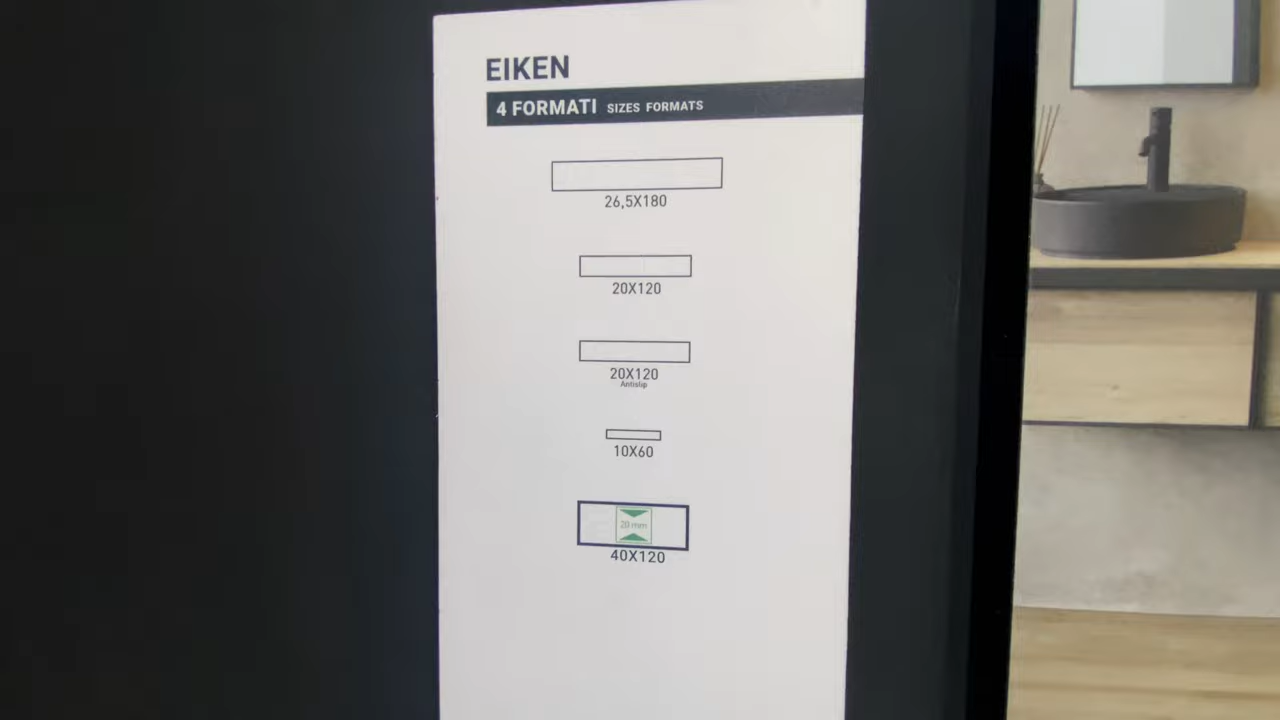 EIKEN
4 FORMATI SIZES FORMATS
26,5X180
20X120
20X120
Antislip
10X60
20 mm
40X120